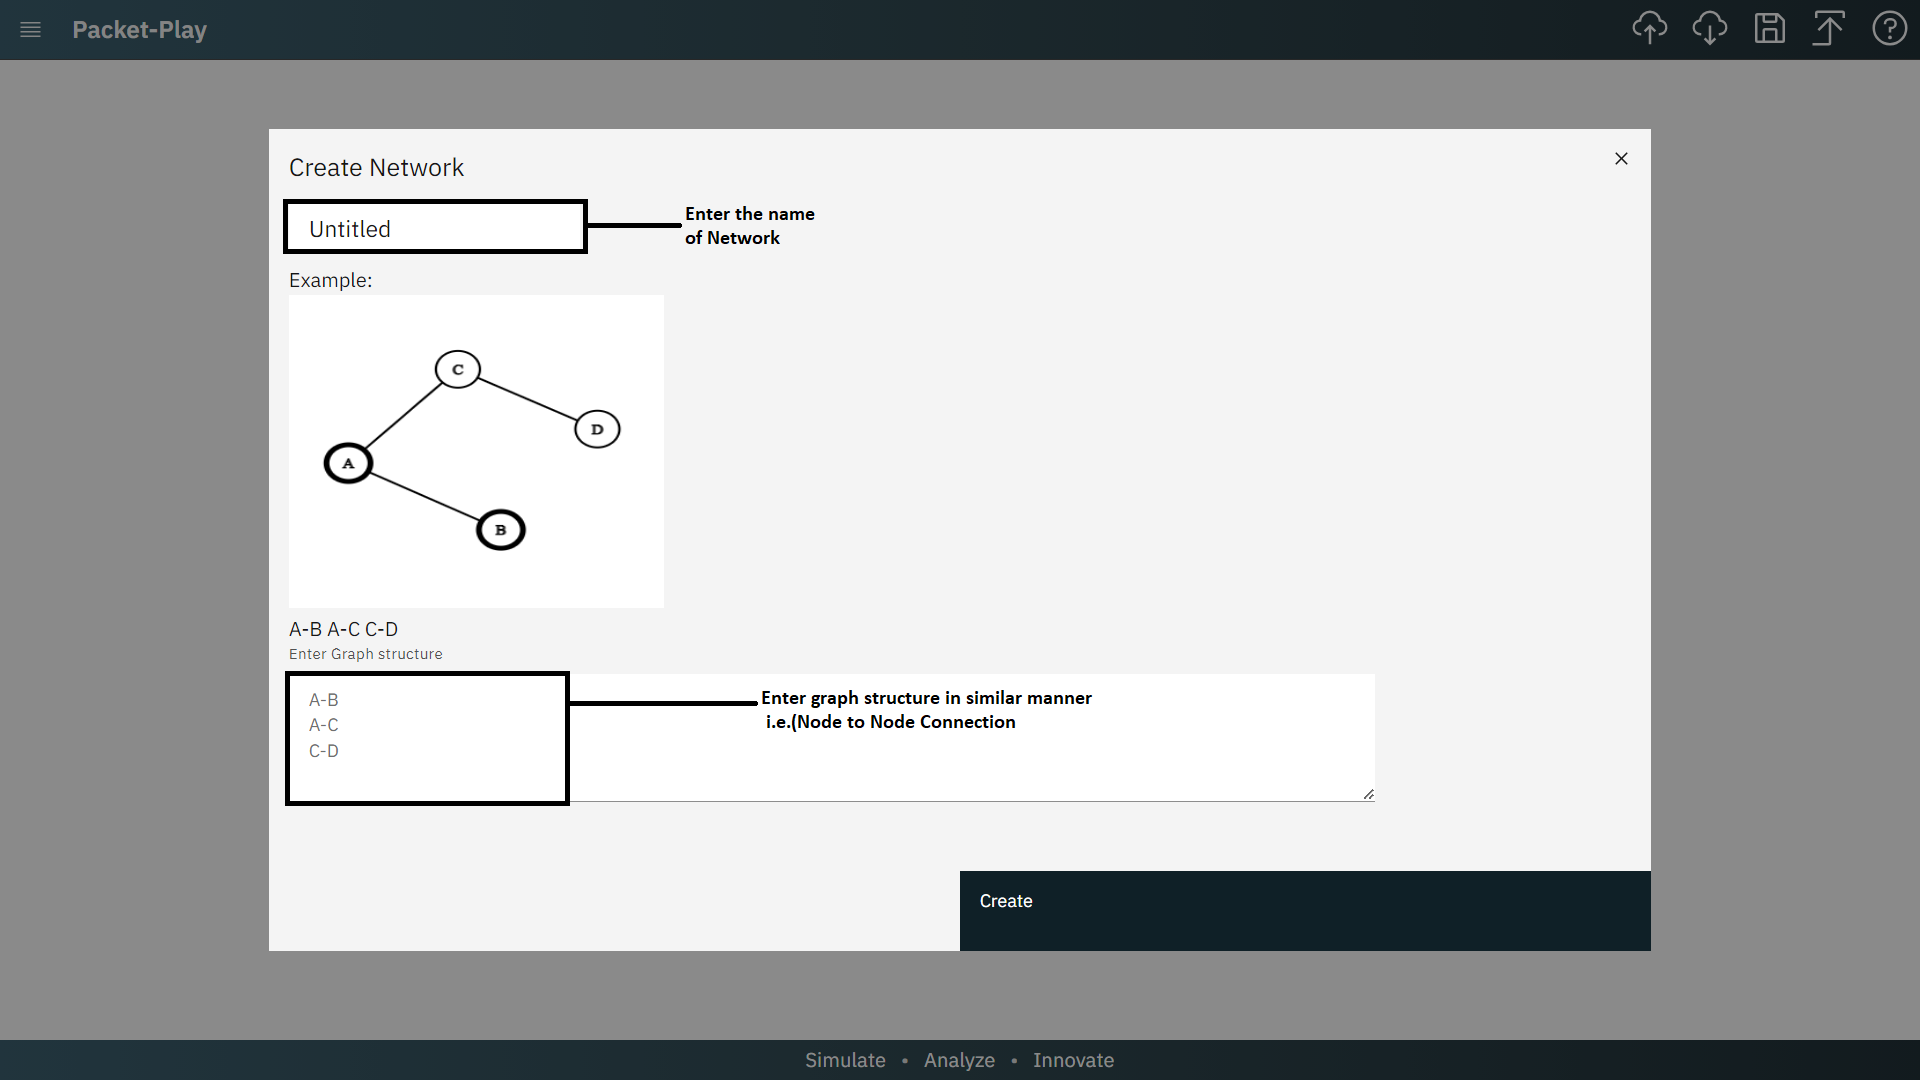 Packet-Play
Create Network
Untitled
Enter the name
of Network
Example:
C
D
A
B
A-B A-C C-D
Enter Graph structure
A-B
A-C
C-D
Enter graph structure in similar manner
i.e.(Node to Node Connection
Create
Simulate • Analyze • Innovate